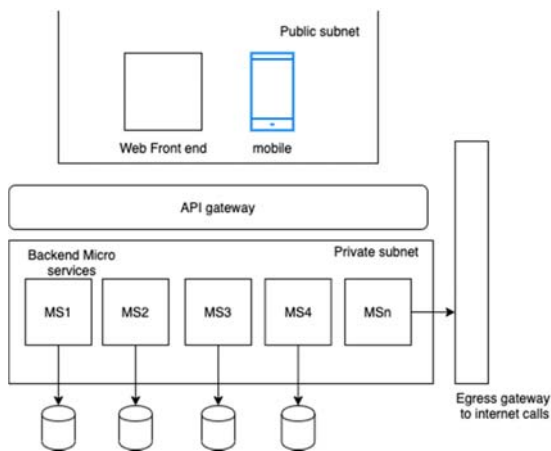 Public subnet
Web Front end
mobile
API gateway
Backend Micro
services
Private subnet
MS1
MS2
MS3
MS4
MSn
Egress gateway
to internet calls